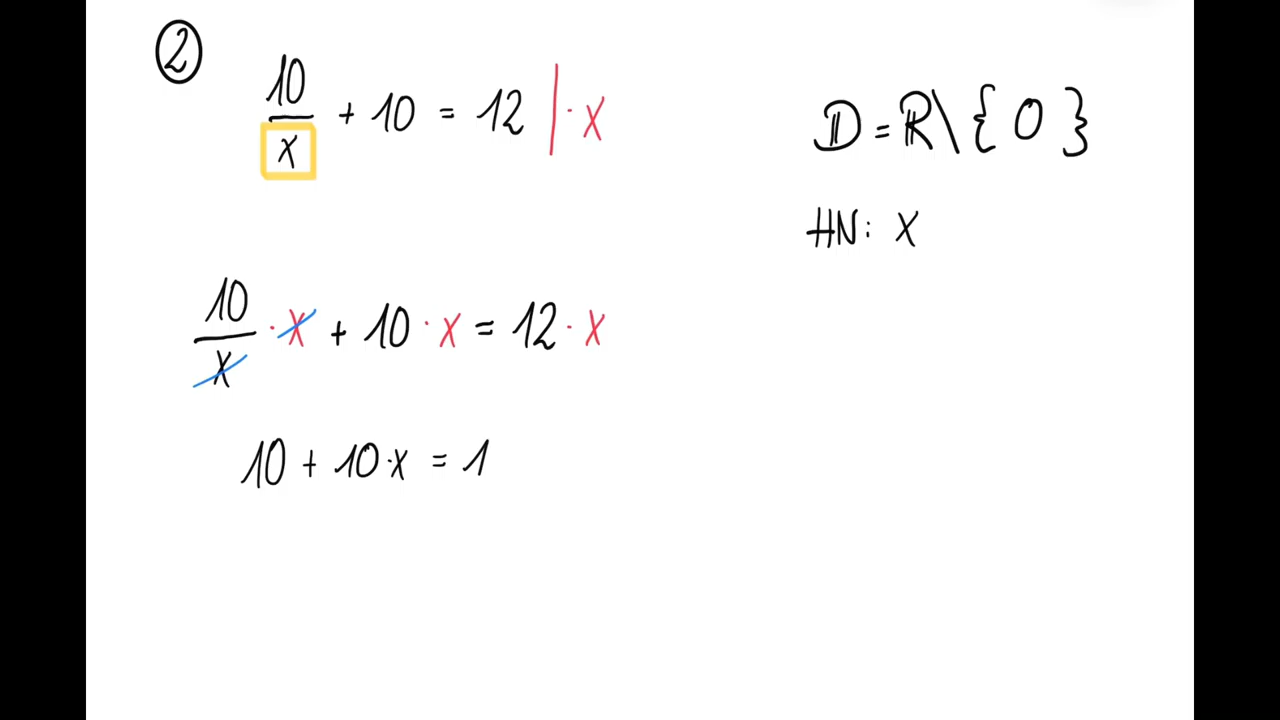 ②
10/x + 10 = 12 | · x
D = ℝ \ { 0 }
HN: X
10/x · x + 10 · x = 12 · x
10 + 10 · x = 1